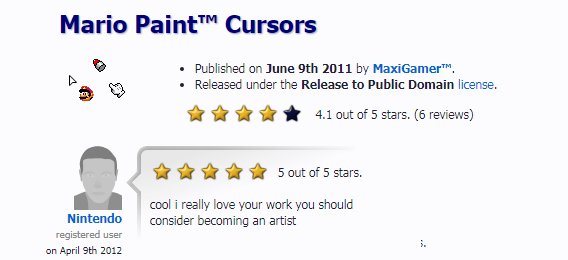 Mario Paint™ Cursors
Published on June 9th 2011 by MaxiGamer™.
Released under the Release to Public Domain license.
4.1 out of 5 stars. (6 reviews)
5 out of 5 stars.
cool i really love your work you should
consider becoming an artist
Nintendo
registered user
on April 9th 2012
s.